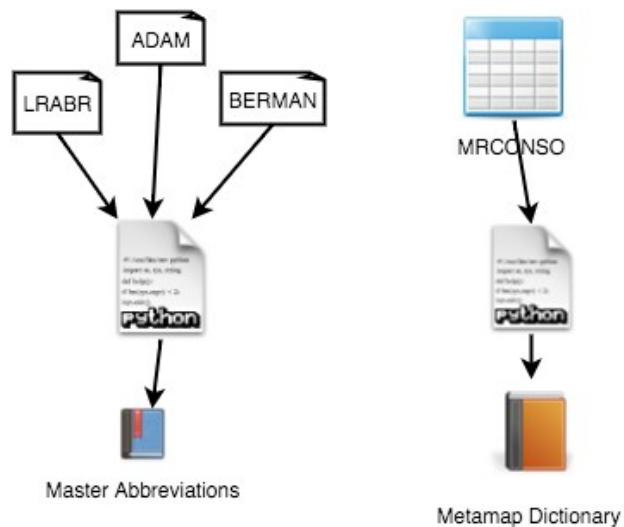 ADAM
LRABR
BERMAN
MRCONSO
python
python
Master Abbreviations
Metamap Dictionary